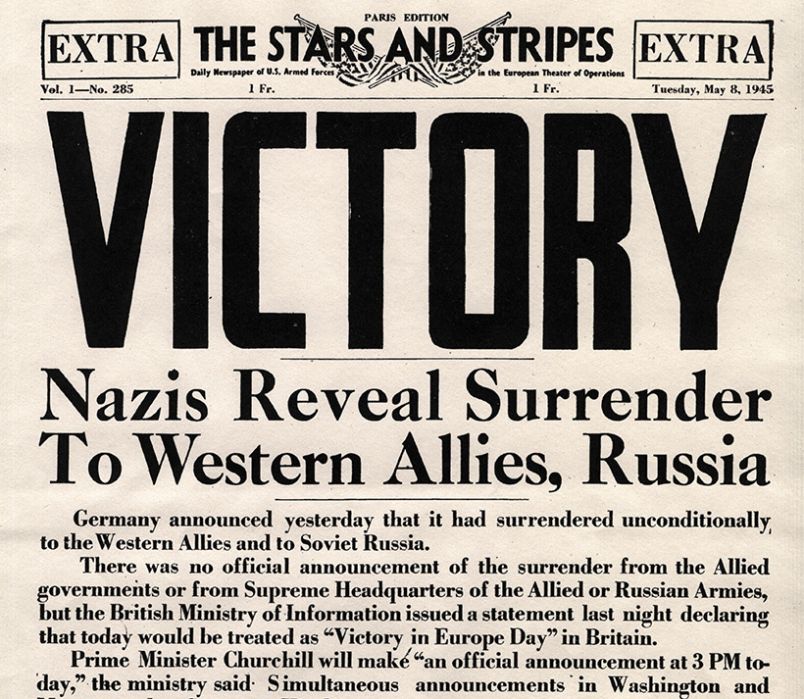 PARIS EDITION
EXTRA THE STARS AND STRIPES EXTRA
Daily Newspaper of U.S. Armed Forces in the European Theater of Operations
Vol. 1—No. 285 1 Fr. 1 Fr. Tuesday, May 8, 1945
VICTORY
Nazis Reveal Surrender
To Western Allies, Russia
Germany announced yesterday that it had surrendered unconditionally
to the Western Allies and to Soviet Russia.
There was no official announcement of the surrender from the Allied
governments or from Supreme Headquarters of the Allied or Russian Armies,
but the British Ministry of Information issued a statement last night declaring
that today would be treated as “Victory in Europe Day” in Britain.
Prime Minister Churchill will make “an official announcement at 3 PM to-
day,” the ministry said. Simultaneous announcements in Washington and